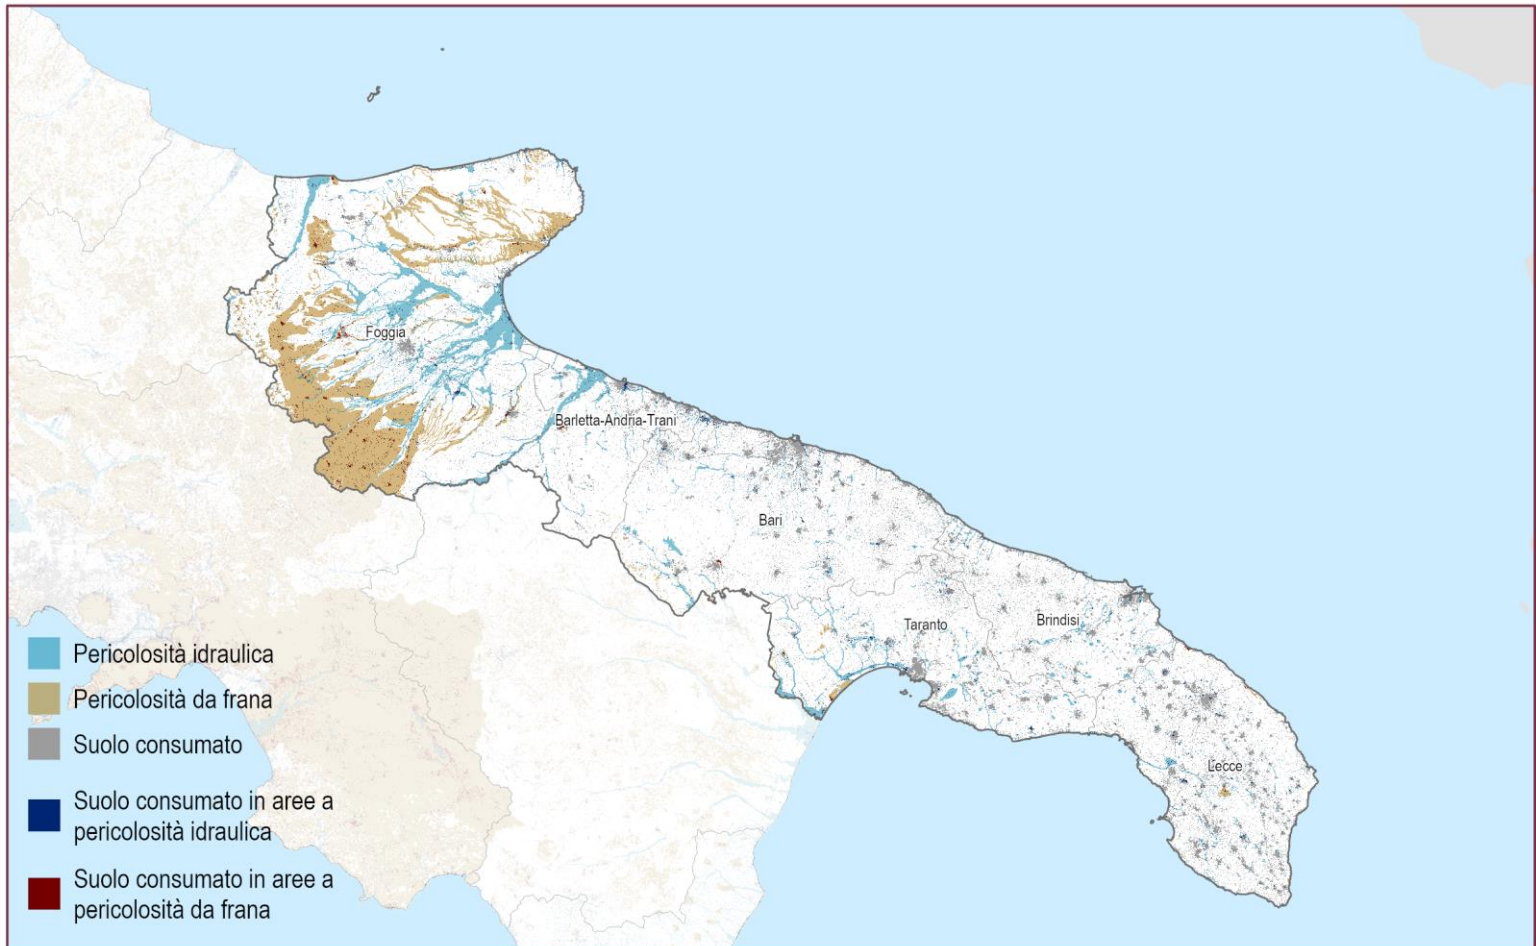 Foggia
Barletta-Andria-Trani
Bari
Taranto
Brindisi
Lecce
Pericolosità idraulica
Pericolosità da frana
Suolo consumato
Suolo consumato in aree a
pericolosità idraulica
Suolo consumato in aree a
pericolosità da frana